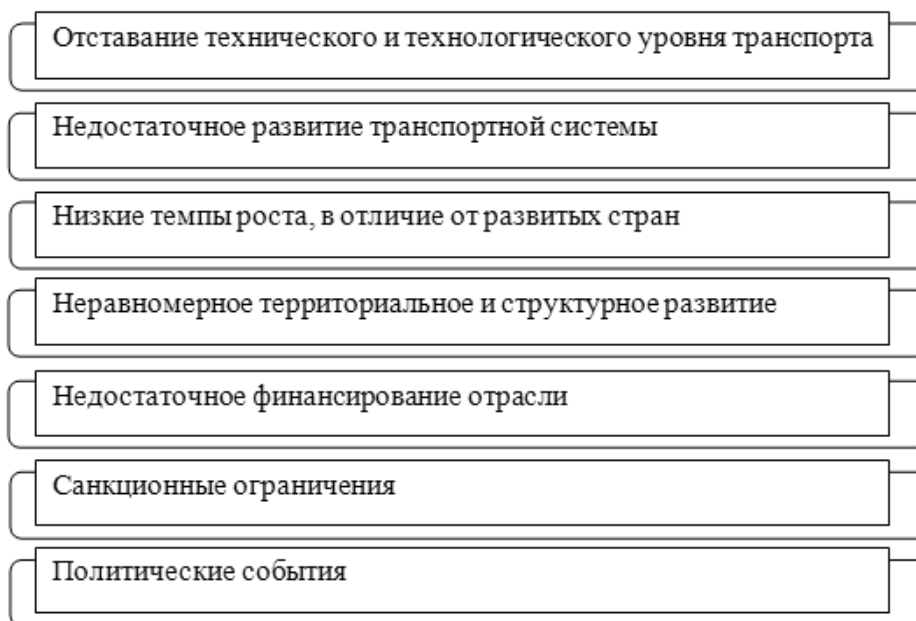 Отставание технического и технологического уровня транспорта
Недостаточное развитие транспортной системы
Низкие темпы роста, в отличие от развитых стран
Неравномерное территориальное и структурное развитие
Недостаточное финансирование отрасли
Санкционные ограничения
Политические события